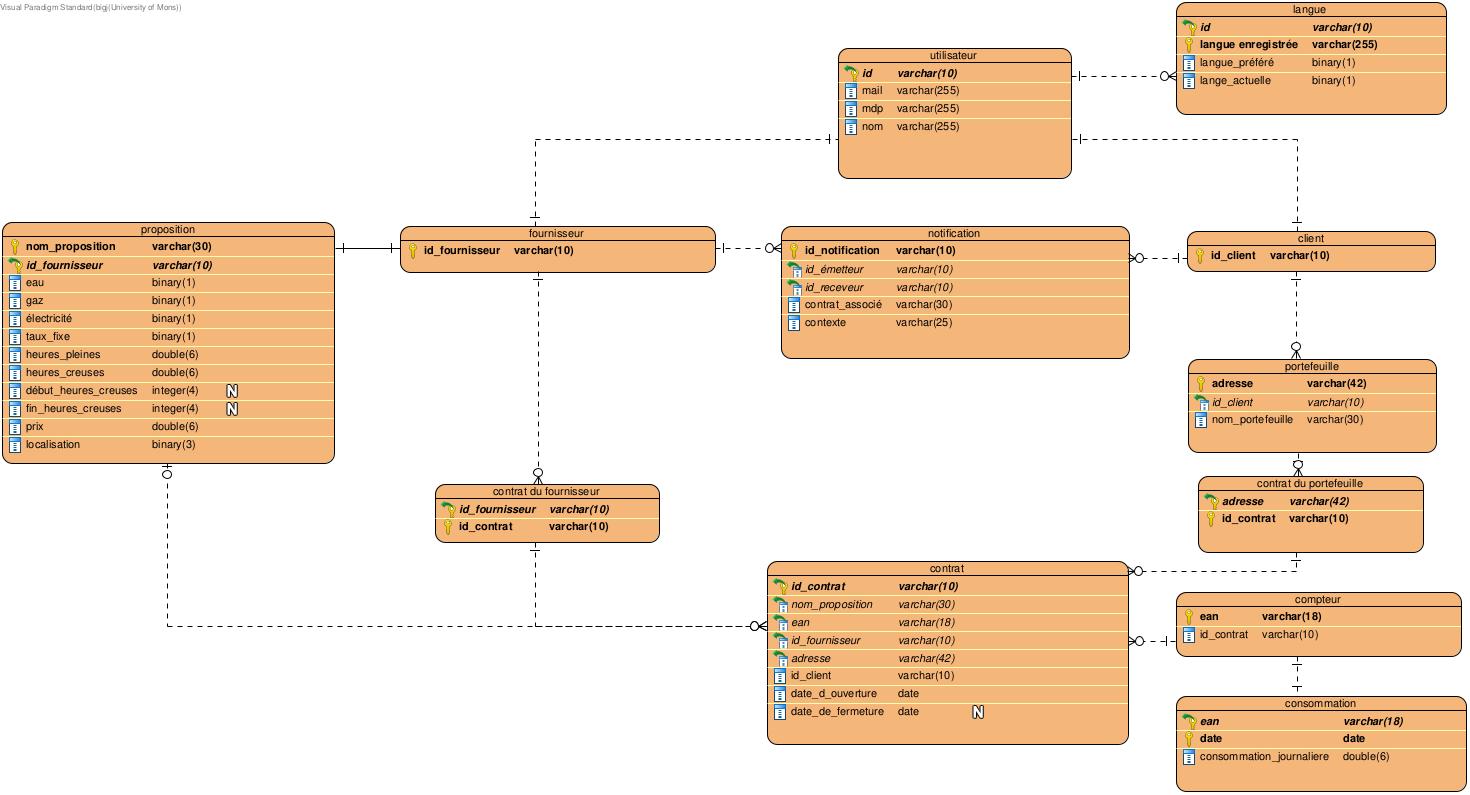 Visual Paradigm Standard(bigj(University of Mons))
langue
id varchar(10)
langue enregistrée varchar(255)
langue_préféré binary(1)
lange_actuelle binary(1)
utilisateur
id varchar(10)
mail varchar(255)
mdp varchar(255)
nom varchar(255)
proposition
nom_proposition varchar(30)
id_fournisseur varchar(10)
eau binary(1)
gaz binary(1)
électricité binary(1)
taux_fixe binary(1)
heures_pleines double(6)
heures_creuses double(6)
début_heures_creuses integer(4) N
fin_heures_creuses integer(4) N
prix double(6)
localisation binary(3)
fournisseur
id_fournisseur varchar(10)
notification
id_notification varchar(10)
id_émetteur varchar(10)
id_receveur varchar(10)
contrat_associé varchar(30)
contexte varchar(25)
client
id_client varchar(10)
portefeuille
adresse varchar(42)
id_client varchar(10)
nom_portefeuille varchar(30)
contrat du fournisseur
id_fournisseur varchar(10)
id_contrat varchar(10)
contrat du portefeuille
adresse varchar(42)
id_contrat varchar(10)
contrat
id_contrat varchar(10)
nom_proposition varchar(30)
ean varchar(18)
id_fournisseur varchar(10)
adresse varchar(42)
id_client varchar(10)
date_d_ouverture date
date_de_fermeture date N
compteur
ean varchar(18)
id_contrat varchar(10)
consommation
ean varchar(18)
date date
consommation_journaliere double(6)